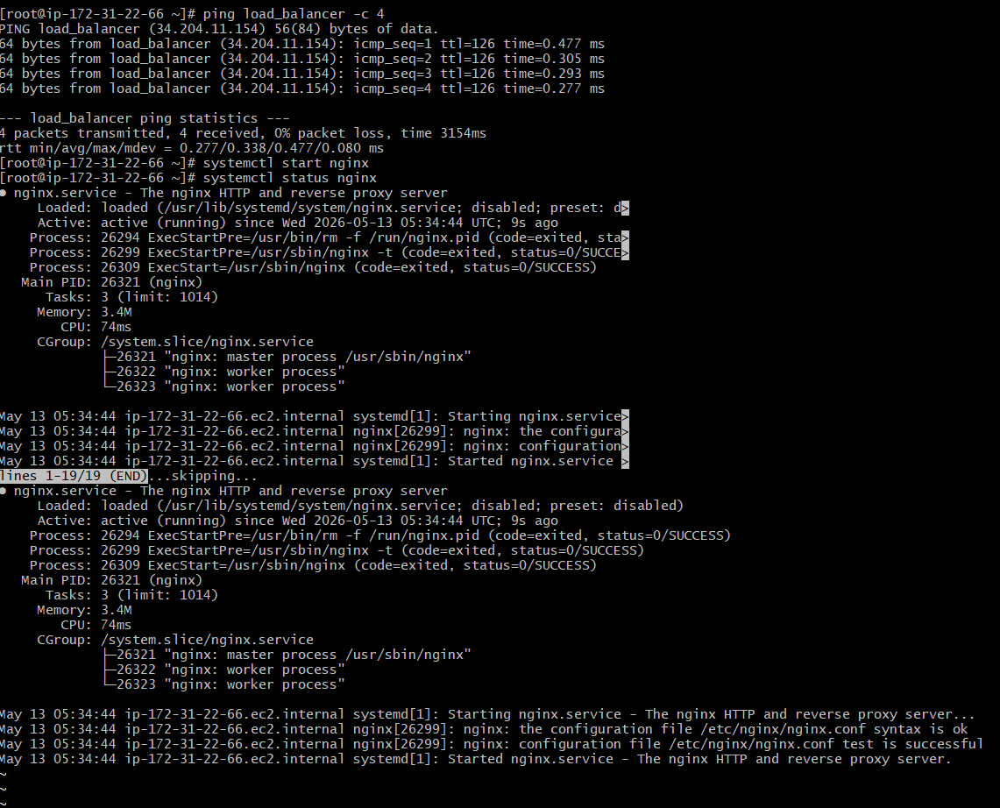 [root@ip-172-31-22-66 ~]# ping load_balancer -c 4
PING load_balancer (34.204.11.154) 56(84) bytes of data.
64 bytes from load_balancer (34.204.11.154): icmp_seq=1 ttl=126 time=0.477 ms
64 bytes from load_balancer (34.204.11.154): icmp_seq=2 ttl=126 time=0.305 ms
64 bytes from load_balancer (34.204.11.154): icmp_seq=3 ttl=126 time=0.293 ms
64 bytes from load_balancer (34.204.11.154): icmp_seq=4 ttl=126 time=0.277 ms

--- load_balancer ping statistics ---
4 packets transmitted, 4 received, 0% packet loss, time 3154ms
rtt min/avg/max/mdev = 0.277/0.338/0.477/0.080 ms
[root@ip-172-31-22-66 ~]# systemctl start nginx
[root@ip-172-31-22-66 ~]# systemctl status nginx
● nginx.service - The nginx HTTP and reverse proxy server
     Loaded: loaded (/usr/lib/systemd/system/nginx.service; disabled; preset: d>
     Active: active (running) since Wed 2026-05-13 05:34:44 UTC; 9s ago
    Process: 26294 ExecStartPre=/usr/bin/rm -f /run/nginx.pid (code=exited, sta>
    Process: 26299 ExecStartPre=/usr/sbin/nginx -t (code=exited, status=0/SUCCE>
    Process: 26309 ExecStart=/usr/sbin/nginx (code=exited, status=0/SUCCESS)
   Main PID: 26321 (nginx)
      Tasks: 3 (limit: 1014)
     Memory: 3.4M
        CPU: 74ms
     CGroup: /system.slice/nginx.service
             ├─26321 "nginx: master process /usr/sbin/nginx"
             ├─26322 "nginx: worker process"
             └─26323 "nginx: worker process"

May 13 05:34:44 ip-172-31-22-66.ec2.internal systemd[1]: Starting nginx.service>
May 13 05:34:44 ip-172-31-22-66.ec2.internal nginx[26299]: nginx: the configura>
May 13 05:34:44 ip-172-31-22-66.ec2.internal nginx[26299]: nginx: configuration>
May 13 05:34:44 ip-172-31-22-66.ec2.internal systemd[1]: Started nginx.service >
lines 1-19/19 (END)...skipping...
● nginx.service - The nginx HTTP and reverse proxy server
     Loaded: loaded (/usr/lib/systemd/system/nginx.service; disabled; preset: disabled)
     Active: active (running) since Wed 2026-05-13 05:34:44 UTC; 9s ago
    Process: 26294 ExecStartPre=/usr/bin/rm -f /run/nginx.pid (code=exited, status=0/SUCCESS)
    Process: 26299 ExecStartPre=/usr/sbin/nginx -t (code=exited, status=0/SUCCESS)
    Process: 26309 ExecStart=/usr/sbin/nginx (code=exited, status=0/SUCCESS)
   Main PID: 26321 (nginx)
      Tasks: 3 (limit: 1014)
     Memory: 3.4M
        CPU: 74ms
     CGroup: /system.slice/nginx.service
             ├─26321 "nginx: master process /usr/sbin/nginx"
             ├─26322 "nginx: worker process"
             └─26323 "nginx: worker process"

May 13 05:34:44 ip-172-31-22-66.ec2.internal systemd[1]: Starting nginx.service - The nginx HTTP and reverse proxy server...
May 13 05:34:44 ip-172-31-22-66.ec2.internal nginx[26299]: nginx: the configuration file /etc/nginx/nginx.conf syntax is ok
May 13 05:34:44 ip-172-31-22-66.ec2.internal nginx[26299]: nginx: configuration file /etc/nginx/nginx.conf test is successful
May 13 05:34:44 ip-172-31-22-66.ec2.internal systemd[1]: Started nginx.service - The nginx HTTP and reverse proxy server.
~
~
~